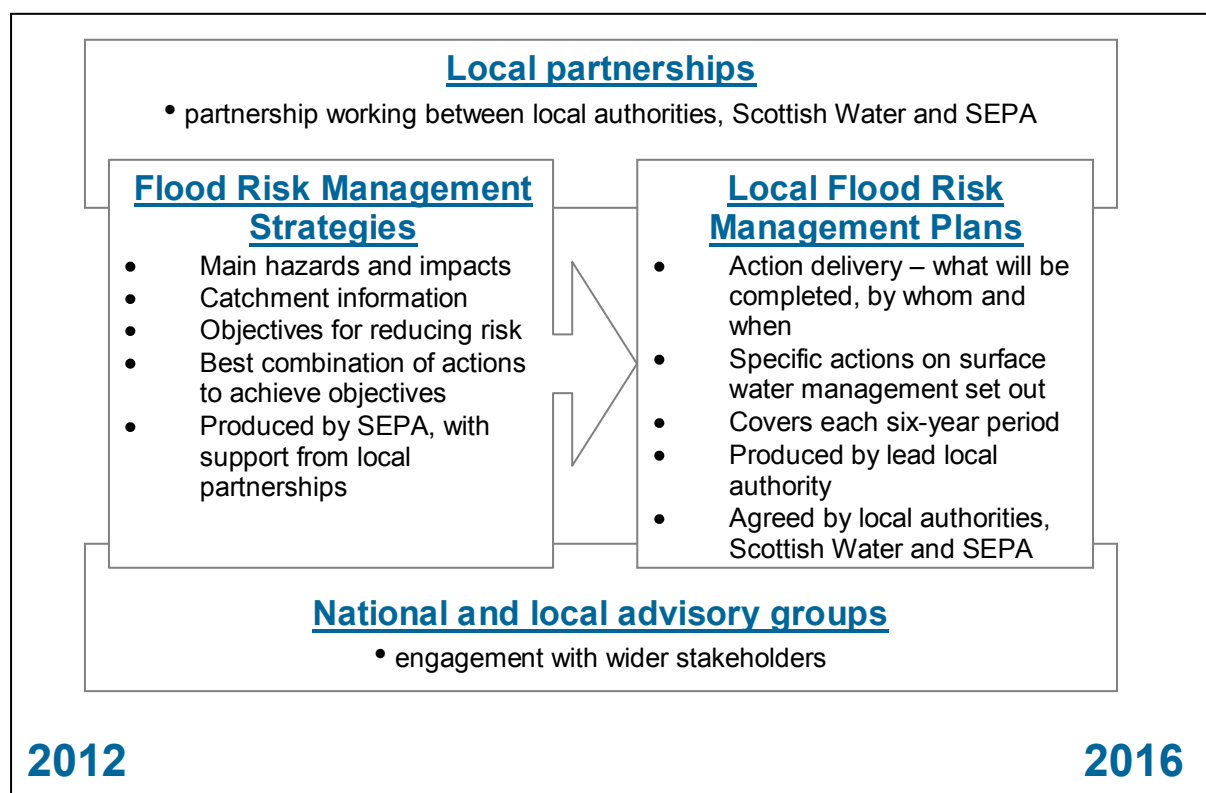 Local partnerships
• partnership working between local authorities, Scottish Water and SEPA
Flood Risk Management
Strategies
• Main hazards and impacts
• Catchment information
• Objectives for reducing risk
• Best combination of actions
to achieve objectives
• Produced by SEPA, with
support from local
partnerships
Local Flood Risk
Management Plans
• Action delivery – what will be
completed, by whom and
when
• Specific actions on surface
water management set out
• Covers each six-year period
• Produced by lead local
authority
• Agreed by local authorities,
Scottish Water and SEPA
National and local advisory groups
• engagement with wider stakeholders
2012
2016